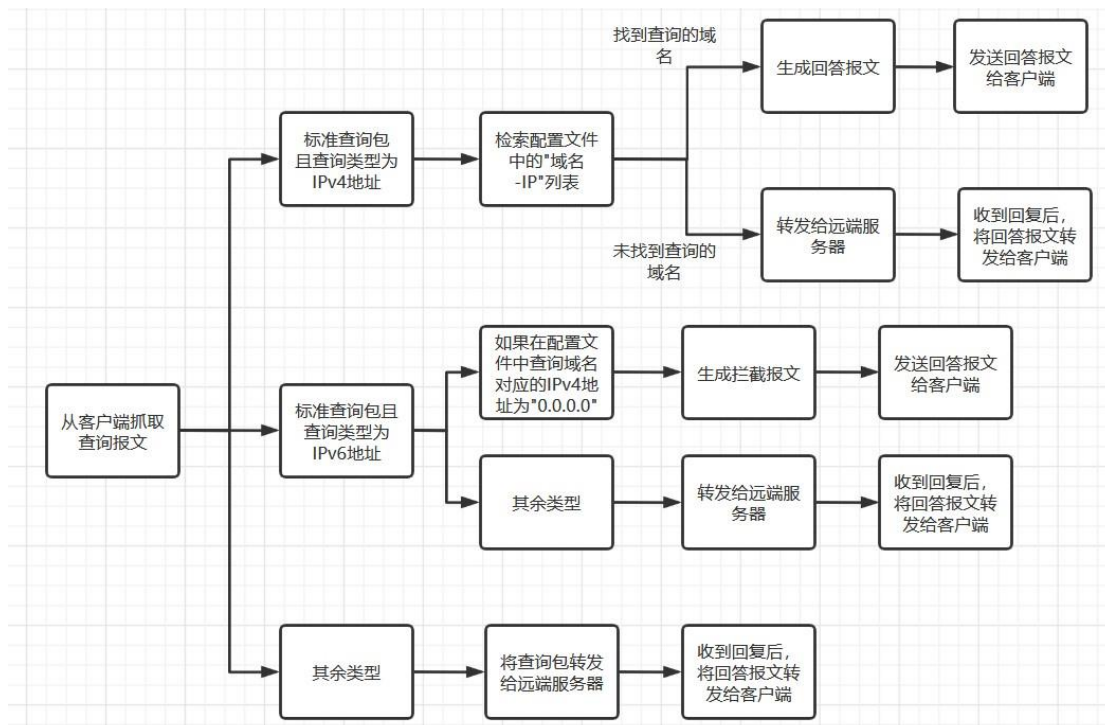 找到查询的域
名
生成回答报文
发送回答报文
给客户端
标准查询包
且查询类型为
IPv4地址
检索配置文件
中的"域名
-IP"列表
未找到查询的
域名
转发给远端服
务器
收到回复后，
将回答报文转
发给客户端
从客户端抓取
查询报文
标准查询包且
查询类型为
IPv6地址
如果在配置文
件中查询域名
对应的IPv4地
址为"0.0.0.0"
生成拦截报文
发送回答报文
给客户端
其余类型
转发给远端服
务器
收到回复后，
将回答报文转
发给客户端
其余类型
将查询包转发
给远端服务器
收到回复后，
将回答报文转
发给客户端